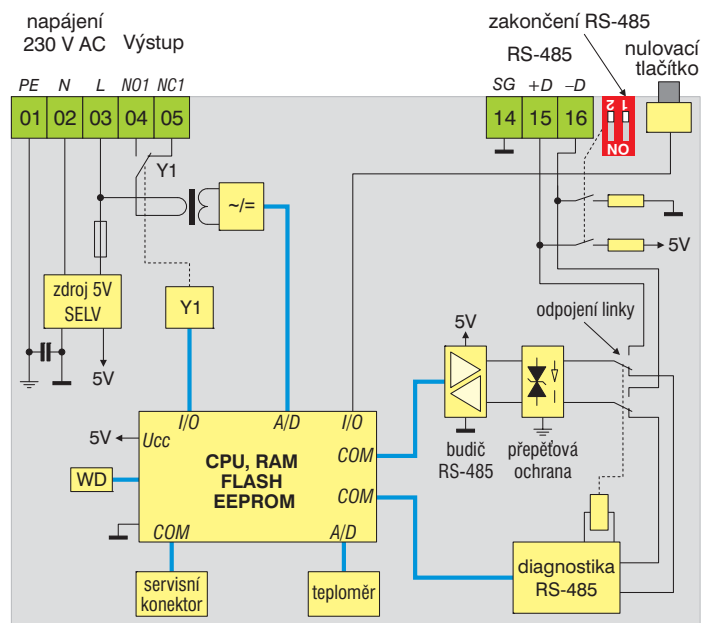 napájení
230 V AC
Výstup
zakončení RS-485
RS-485
nulovací
tlačítko
PE N L NO1 NC1
SG +D −D
01 02 03 04 05
14 15 16
2 1
ON
Y1
~/=
5V
zdroj 5V
SELV
Y1
odpojení linky
5V
5V
I/O A/D I/O
5V Ucc
COM
CPU, RAM
FLASH
EEPROM
budič
RS-485
přepěťová
ochrana
WD
COM
COM A/D
servisní
konektor
teploměr
diagnostika
RS-485